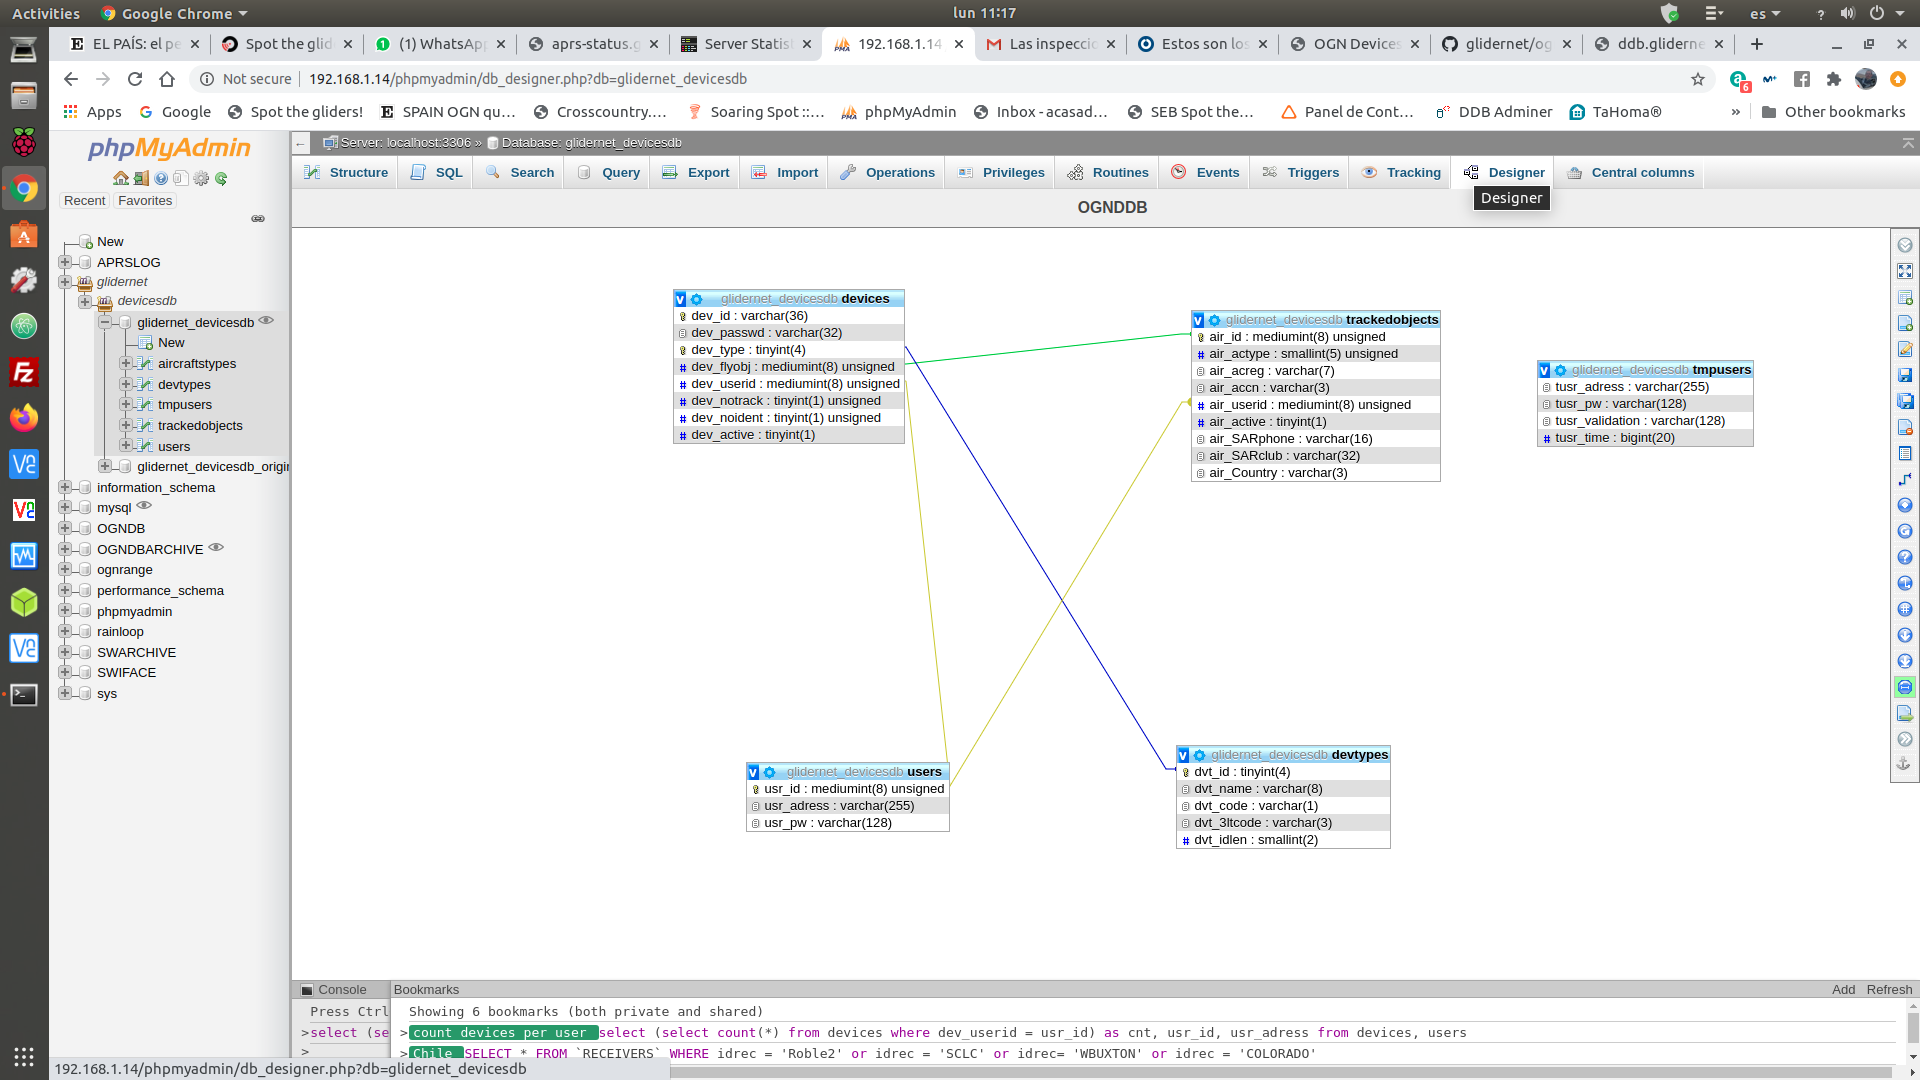 Activities
Google Chrome
lun 11:17
es
EL PAÍS: el pe
Spot the glid
(1) WhatsApp
aprs-status.g
Server Statis
192.168.1.14
Las inspecci
Estos son los
OGN Devices
glidernet/og
ddb.gliderne
Not secure
192.168.1.14/phpmyadmin/db_designer.php?db=glidernet_devicesdb
6
Apps
Google
Spot the gliders!
SPAIN OGN qu...
Crosscountry....
Soaring Spot ::...
phpMyAdmin
Inbox - acasad...
SEB Spot the...
Panel de Cont...
DDB Adminer
TaHoma®
»
Other bookmarks
phpMyAdmin
Recent
Favorites
New
APRSLOG
glidernet
devicesdb
glidernet_devicesdb
New
aircraftstypes
devtypes
tmpusers
trackedobjects
users
glidernet_devicesdb_origin
information_schema
mysql
OGNDB
OGNDBARCHIVE
ognrange
performance_schema
phpmyadmin
rainloop
SWARCHIVE
SWIFACE
sys
Server: localhost:3306 » Database: glidernet_devicesdb
Structure
SQL
Search
Query
Export
Import
Operations
Privileges
Routines
Events
Triggers
Tracking
Designer
Central columns
Designer
OGNDDB
v glidernet_devicesdb devices
dev_id : varchar(36)
dev_passwd : varchar(32)
dev_type : tinyint(4)
# dev_flyobj : mediumint(8) unsigned
# dev_userid : mediumint(8) unsigned
# dev_notrack : tinyint(1) unsigned
# dev_noident : tinyint(1) unsigned
# dev_active : tinyint(1)
v glidernet_devicesdb trackedobjects
air_id : mediumint(8) unsigned
# air_actype : smallint(5) unsigned
air_acreg : varchar(7)
air_accn : varchar(3)
# air_userid : mediumint(8) unsigned
# air_active : tinyint(1)
air_SARphone : varchar(16)
air_SARclub : varchar(32)
air_Country : varchar(3)
v glidernet_devicesdb tmpusers
tusr_adress : varchar(255)
tusr_pw : varchar(128)
tusr_validation : varchar(128)
# tusr_time : bigint(20)
v glidernet_devicesdb users
usr_id : mediumint(8) unsigned
usr_adress : varchar(255)
usr_pw : varchar(128)
v glidernet_devicesdb devtypes
dvt_id : tinyint(4)
dvt_name : varchar(8)
dvt_code : varchar(1)
dvt_3ltcode : varchar(3)
# dvt_idlen : smallint(2)
Console
Bookmarks
Add
Refresh
Press Ctrl
Showing 6 bookmarks (both private and shared)
>select (se
>count devices per user select (select count(*) from devices where dev_userid = usr_id) as cnt, usr_id, usr_adress from devices, users
>
>Chile SELECT * FROM `RECEIVERS` WHERE idrec = 'Roble2' or idrec = 'SCLC' or idrec= 'WBUXTON' or idrec = 'COLORADO'
192.168.1.14/phpmyadmin/db_designer.php?db=glidernet_devicesdb